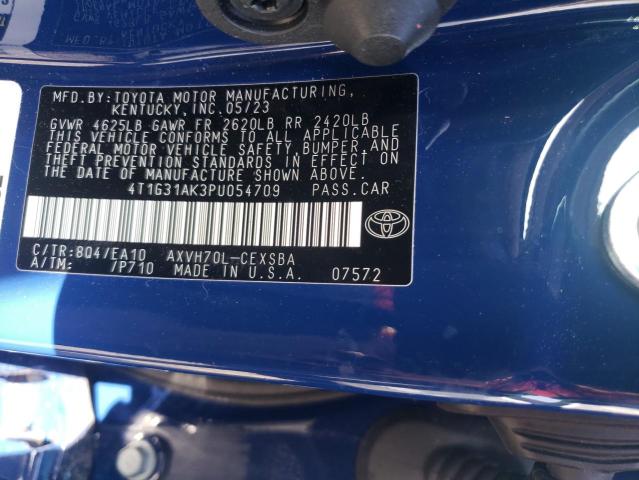 MFD.BY:TOYOTA MOTOR MANUFACTURING,
KENTUCKY, INC.05/23
GVWR 4625LB GAWR FR 2620LB RR 2420LB
THIS VEHICLE CONFORMS TO ALL APPLICABLE
FEDERAL MOTOR VEHICLE SAFETY, BUMPER, AND
THEFT PREVENTION STANDARDS IN EFFECT ON
THE DATE OF MANUFACTURE SHOWN ABOVE.
4T1G31AK3PU054709 PASS.CAR
C/TR:8Q4/EA10 AXVH70L-CEXSBA
A/TM: /P710 MADE IN U.S.A. 07572